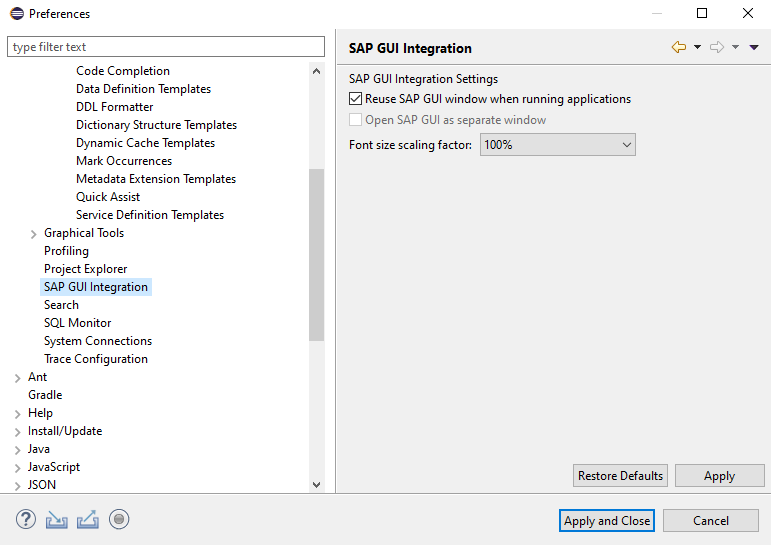 Preferences
type filter text
Code Completion
Data Definition Templates
DDL Formatter
Dictionary Structure Templates
Dynamic Cache Templates
Mark Occurrences
Metadata Extension Templates
Quick Assist
Service Definition Templates
Graphical Tools
Profiling
Project Explorer
SAP GUI Integration
Search
SQL Monitor
System Connections
Trace Configuration
Ant
Gradle
Help
Install/Update
Java
JavaScript
JSON
SAP GUI Integration
SAP GUI Integration Settings
Reuse SAP GUI window when running applications
Open SAP GUI as separate window
Font size scaling factor: 100%
Restore Defaults Apply
Apply and Close Cancel